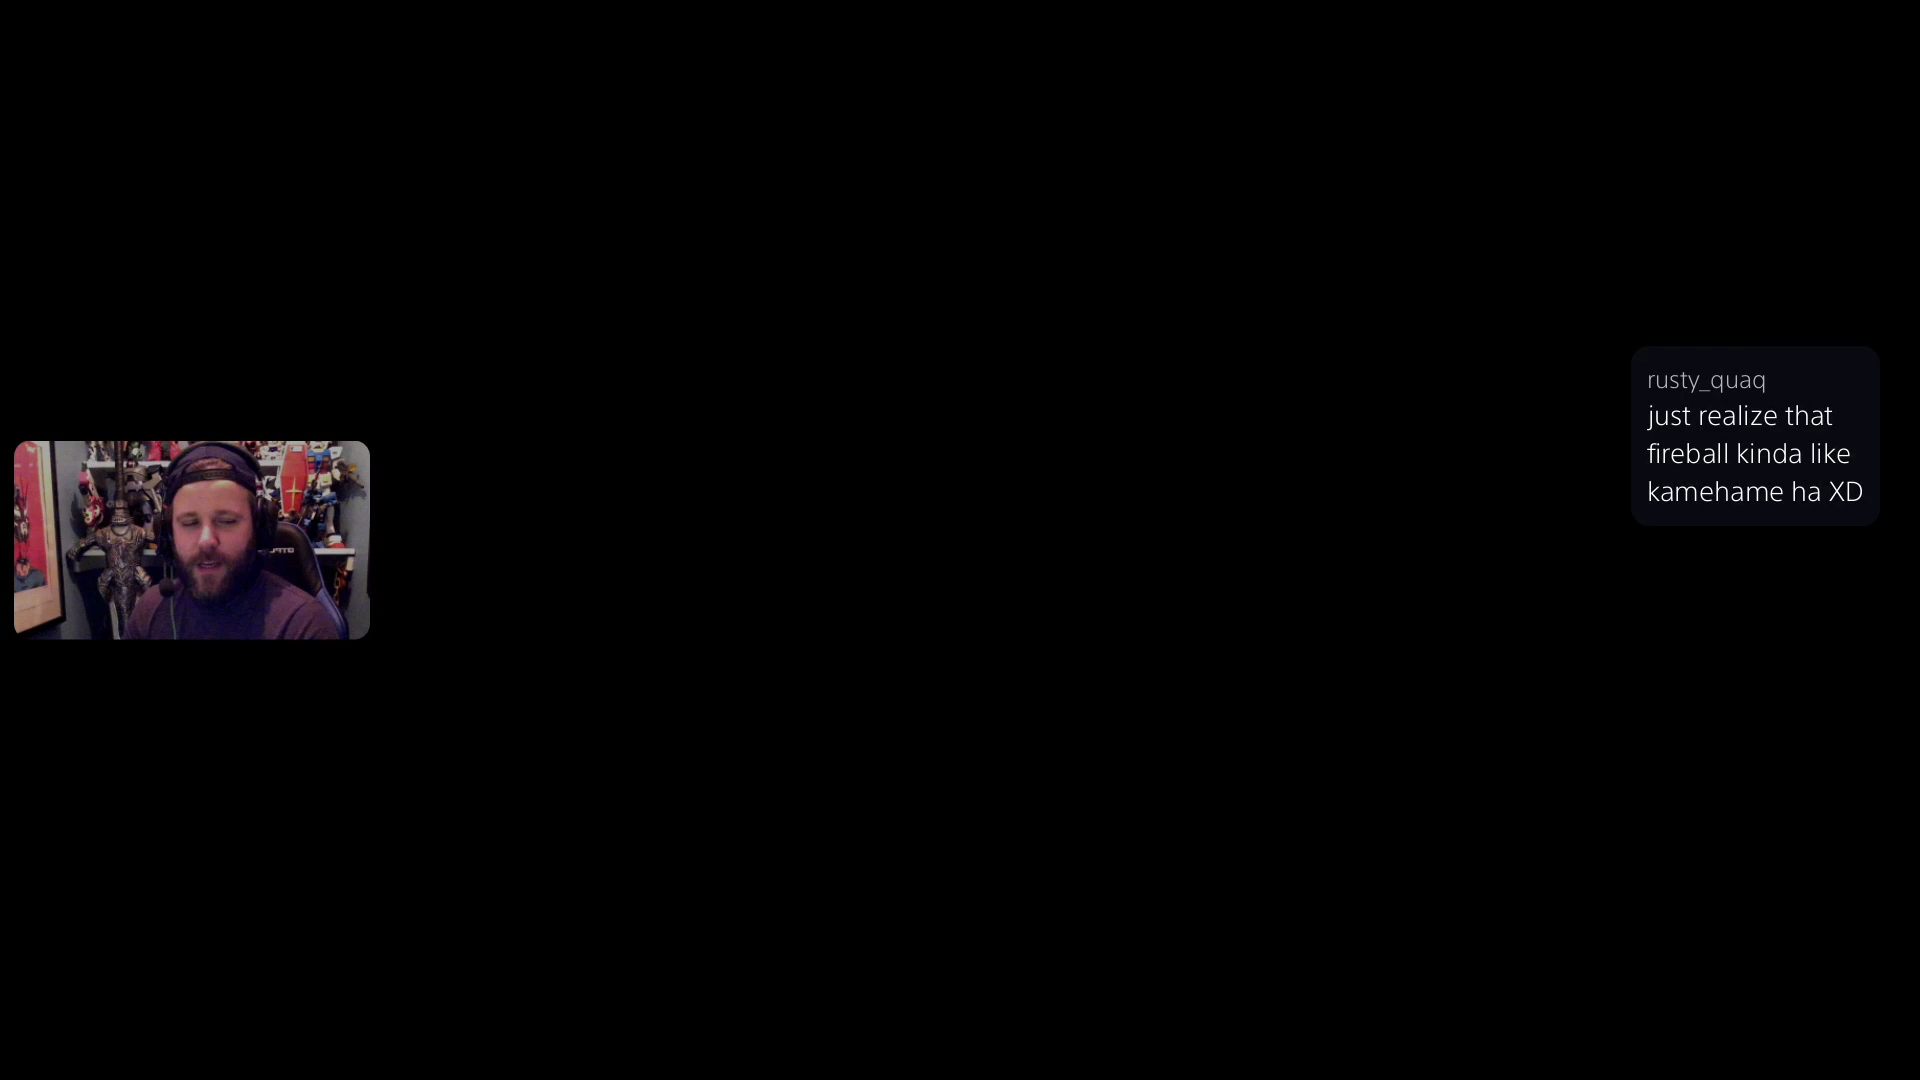 rusty_quaq
just realize that
fireball kinda like
kamehame ha XD